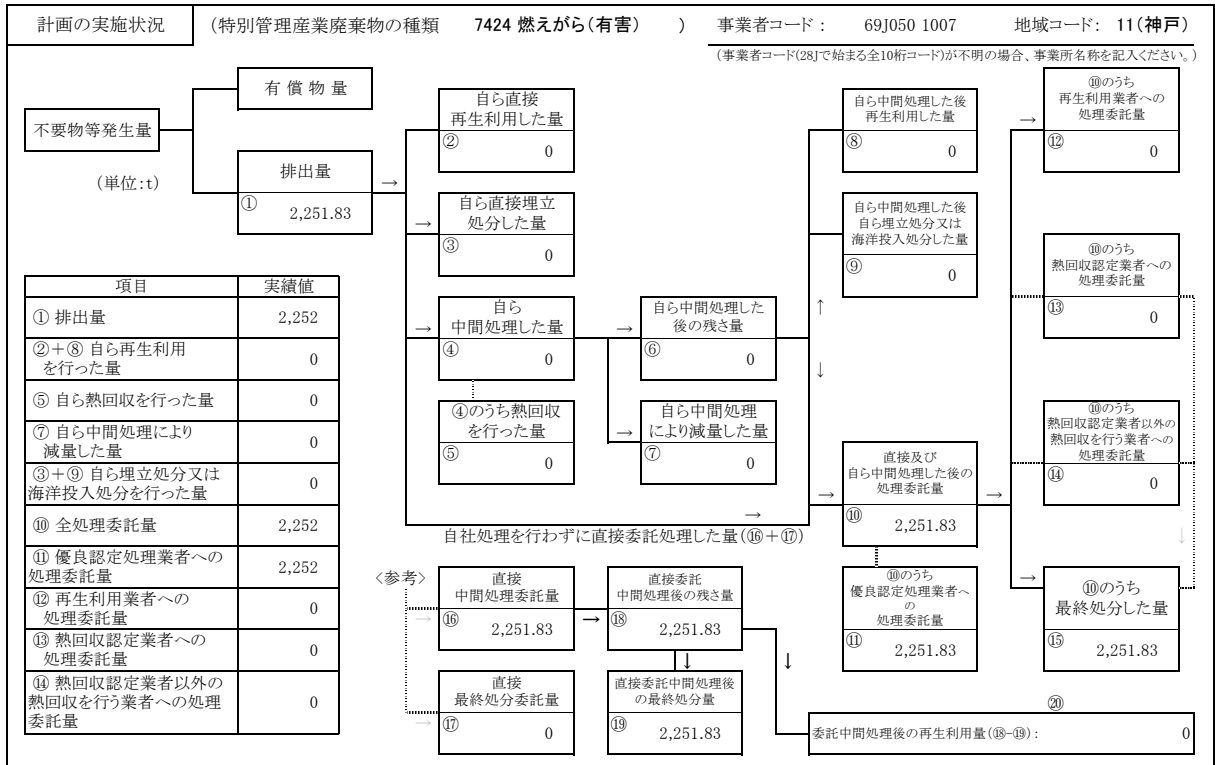 計画の実施状況 (特別管理産業廃棄物の種類 7424 燃えがら(有害) ) 事業者コード: 69J050 1007 地域コード: 11(神戸)
(事業者コード(28Jで始まる全10桁コード)が不明の場合、事業所名称を記入ください。)
不要物等発生量
(単位:t)
有償物量
排出量
① 2,251.83
→
自ら直接
再生利用した量
② 0
→
自ら直接埋立
処分した量
③ 0
→
自ら
中間処理した量
④ 0
④のうち熱回収
を行った量
⑤ 0
→
自ら中間処理した
後の残さ量
⑥ 0
→
自ら中間処理
により減量した量
⑦ 0
↑
↓
自ら中間処理した後
再生利用した量
⑧ 0
自ら中間処理した後
自ら埋立処分又は
海洋投入処分した量
⑨ 0
→
自社処理を行わずに直接委託処理した量(⑯+⑰)
→
直接及び
自ら中間処理した後の
処理委託量
⑩ 2,251.83
→
⑩のうち
優良認定処理業者へ
の
処理委託量
⑪ 2,251.83
→
⑩のうち
再生利用業者への
処理委託量
⑫ 0
⑩のうち
熱回収認定業者への
処理委託量
⑬ 0
⑩のうち
熱回収認定業者以外の
熱回収を行う業者への
処理委託量
⑭ 0
↓
→
⑩のうち
最終処分した量
⑮ 2,251.83
項目 実績値
① 排出量 2,252
②+⑧ 自ら再生利用
を行った量 0
⑤ 自ら熱回収を行った量 0
⑦ 自ら中間処理により
減量した量 0
③+⑨ 自ら埋立処分又は
海洋投入処分を行った量 0
⑩ 全処理委託量 2,252
⑪ 優良認定処理業者への
処理委託量 2,252
⑫ 再生利用業者への
処理委託量 0
⑬ 熱回収認定業者への
処理委託量 0
⑭ 熱回収認定業者以外の
熱回収を行う業者への処理
委託量 0
<参考>
→
直接
中間処理委託量
⑯ 2,251.83
→
直接委託
中間処理後の残さ量
⑱ 2,251.83
↓
↓
→
直接
最終処分委託量
⑰ 0
直接委託中間処理後
の最終処分量
⑲ 2,251.83
⑳
委託中間処理後の再生利用量(⑱-⑲): 0